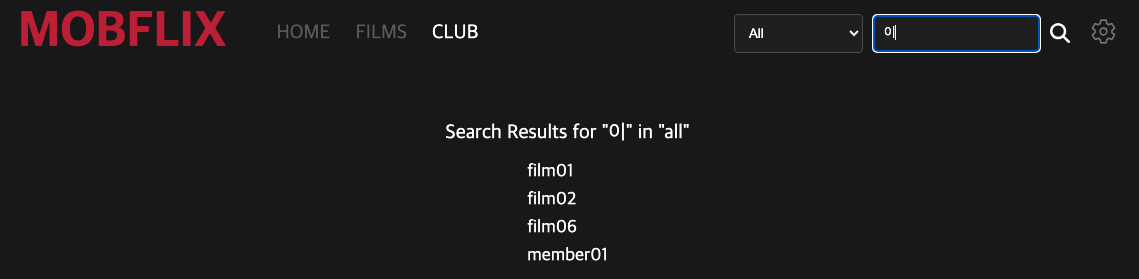 MOBFLIX HOME FILMS CLUB All 이
Search Results for "이" in "all"
film01
film02
film06
member01